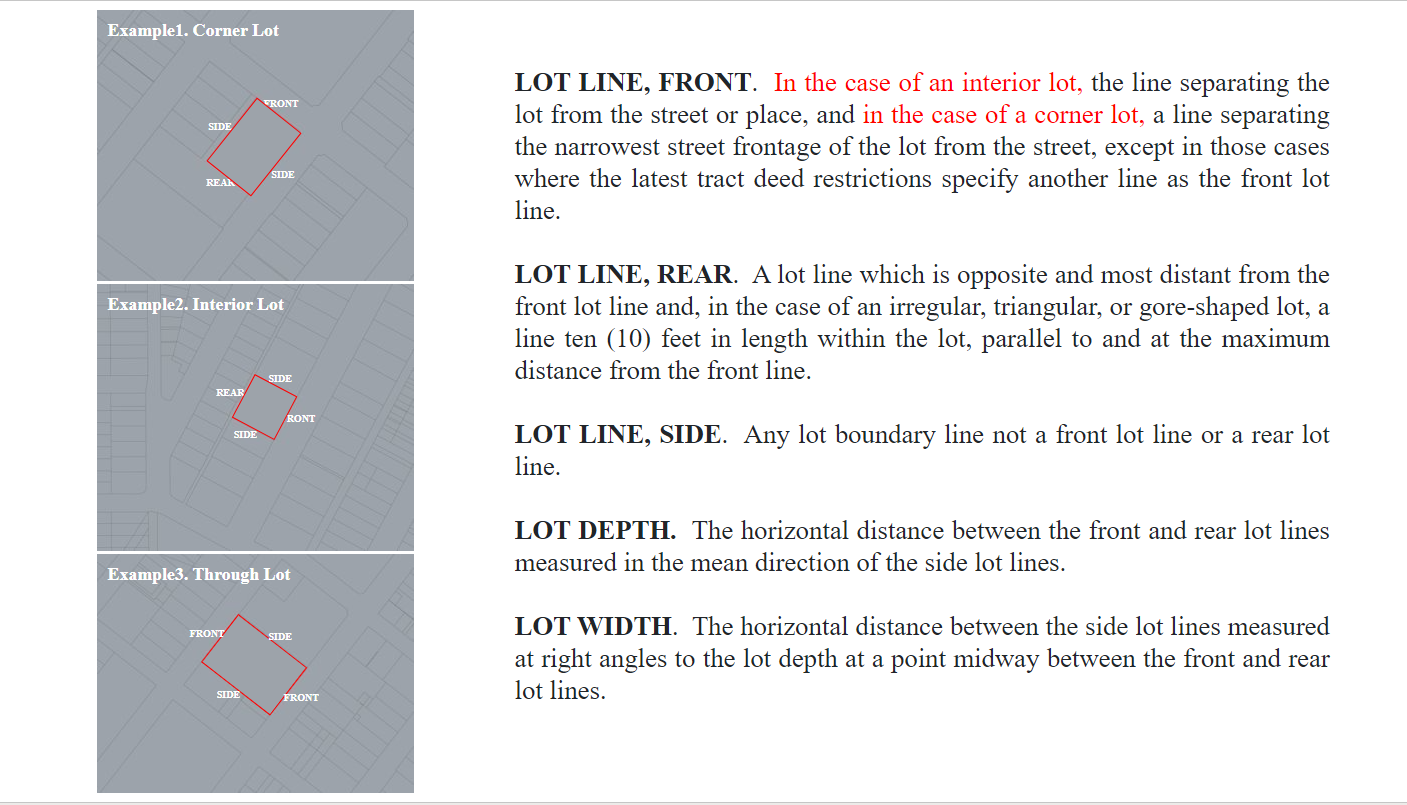 Example1. Corner Lot
FRONT
SIDE
SIDE
REAR
Example2. Interior Lot
SIDE
REAR
RONT
SIDE
Example3. Through Lot
FRONT
SIDE
SIDE
FRONT
LOT LINE, FRONT. In the case of an interior lot, the line separating the
lot from the street or place, and in the case of a corner lot, a line separating
the narrowest street frontage of the lot from the street, except in those cases
where the latest tract deed restrictions specify another line as the front lot
line.
LOT LINE, REAR. A lot line which is opposite and most distant from the
front lot line and, in the case of an irregular, triangular, or gore-shaped lot, a
line ten (10) feet in length within the lot, parallel to and at the maximum
distance from the front line.
LOT LINE, SIDE. Any lot boundary line not a front lot line or a rear lot
line.
LOT DEPTH. The horizontal distance between the front and rear lot lines
measured in the mean direction of the side lot lines.
LOT WIDTH. The horizontal distance between the side lot lines measured
at right angles to the lot depth at a point midway between the front and rear
lot lines.